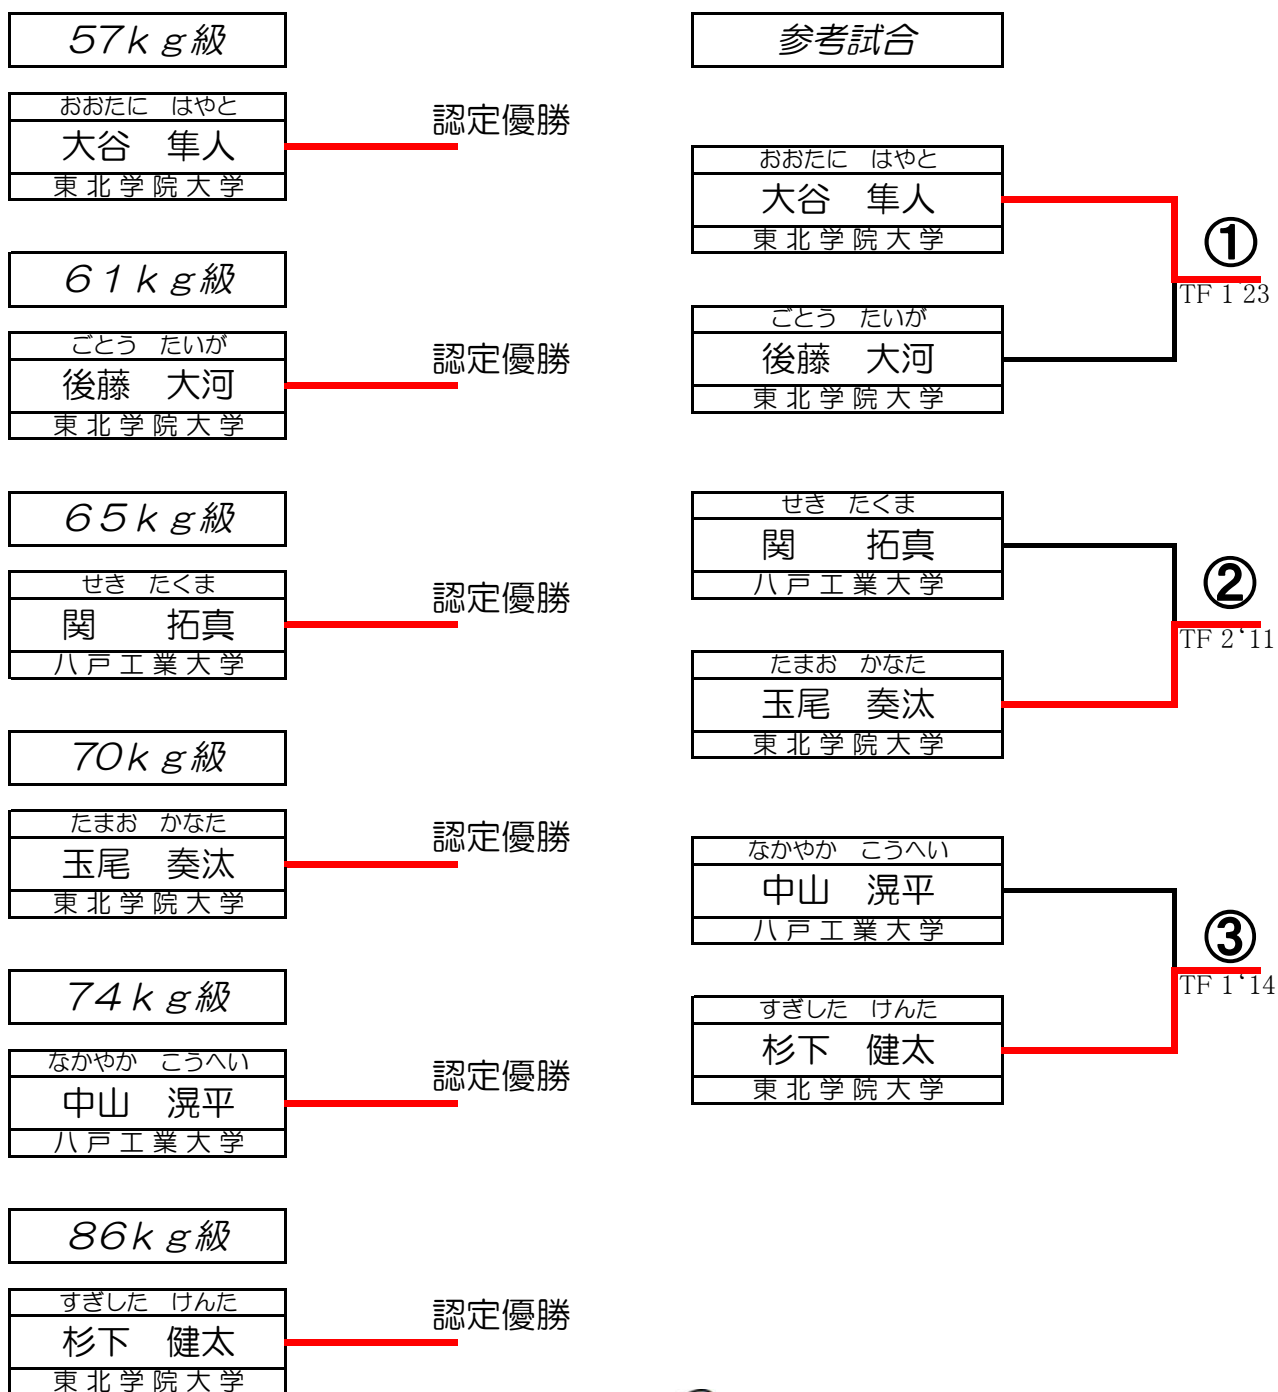 57kg級
おおたに　はやと
大谷　隼人
東北学院大学
認定優勝
61kg級
ごとう　たいが
後藤　大河
東北学院大学
認定優勝
65kg級
せき　たくま
関　拓真
八戸工業大学
認定優勝
70kg級
たまお　かなた
玉尾　奏汰
東北学院大学
認定優勝
74kg級
なかやか　こうへい
中山　滉平
八戸工業大学
認定優勝
86kg級
すぎした　けんた
杉下　健太
東北学院大学
認定優勝
参考試合
おおたに　はやと
大谷　隼人
東北学院大学
①
TF 1'23
ごとう　たいが
後藤　大河
東北学院大学
せき　たくま
関　拓真
八戸工業大学
②
TF 2‘11
たまお　かなた
玉尾　奏汰
東北学院大学
なかやか　こうへい
中山　滉平
八戸工業大学
③
TF 1‘14
すぎした　けんた
杉下　健太
東北学院大学